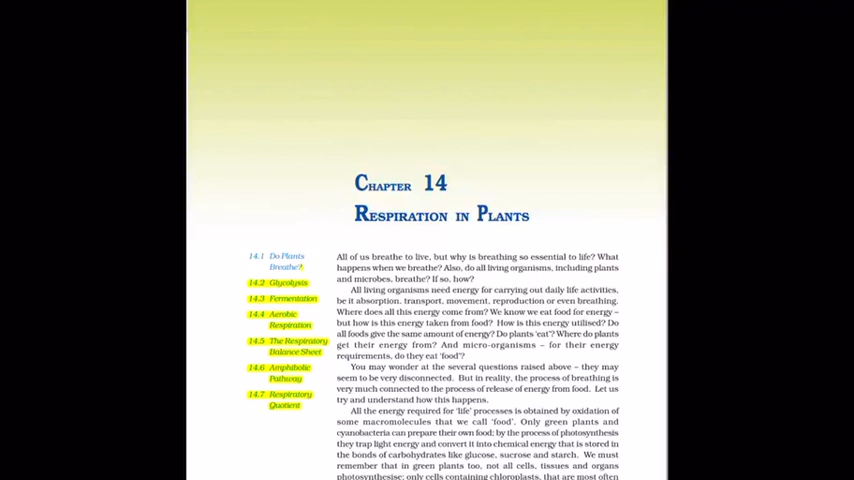 CHAPTER 14
RESPIRATION IN PLANTS
14.1 Do Plants
Breathe?
14.2 Glycolysis
14.3 Fermentation
14.4 Aerobic
Respiration
14.5 The Respiratory
Balance Sheet
14.6 Amphibolic
Pathway
14.7 Respiratory
Quotient
All of us breathe to live, but why is breathing so essential to life? What
happens when we breathe? Also, do all living organisms, including plants
and microbes, breathe? If so, how?
All living organisms need energy for carrying out daily life activities,
be it absorption, transport, movement, reproduction or even breathing.
Where does all this energy come from? We know we eat food for energy –
but how is this energy taken from food? How is this energy utilised? Do
all foods give the same amount of energy? Do plants ‘eat’? Where do plants
get their energy from? And micro-organisms – for their energy
requirements, do they eat ‘food’?
You may wonder at the several questions raised above – they may
seem to be very disconnected. But in reality, the process of breathing is
very much connected to the process of release of energy from food. Let us
try and understand how this happens.
All the energy required for ‘life’ processes is obtained by oxidation of
some macromolecules that we call ‘food’. Only green plants and
cyanobacteria can prepare their own food; by the process of photosynthesis
they trap light energy and convert it into chemical energy that is stored in
the bonds of carbohydrates like glucose, sucrose and starch. We must
remember that in green plants too, not all cells, tissues and organs
photosynthesise; only cells containing chloroplasts, that are most often